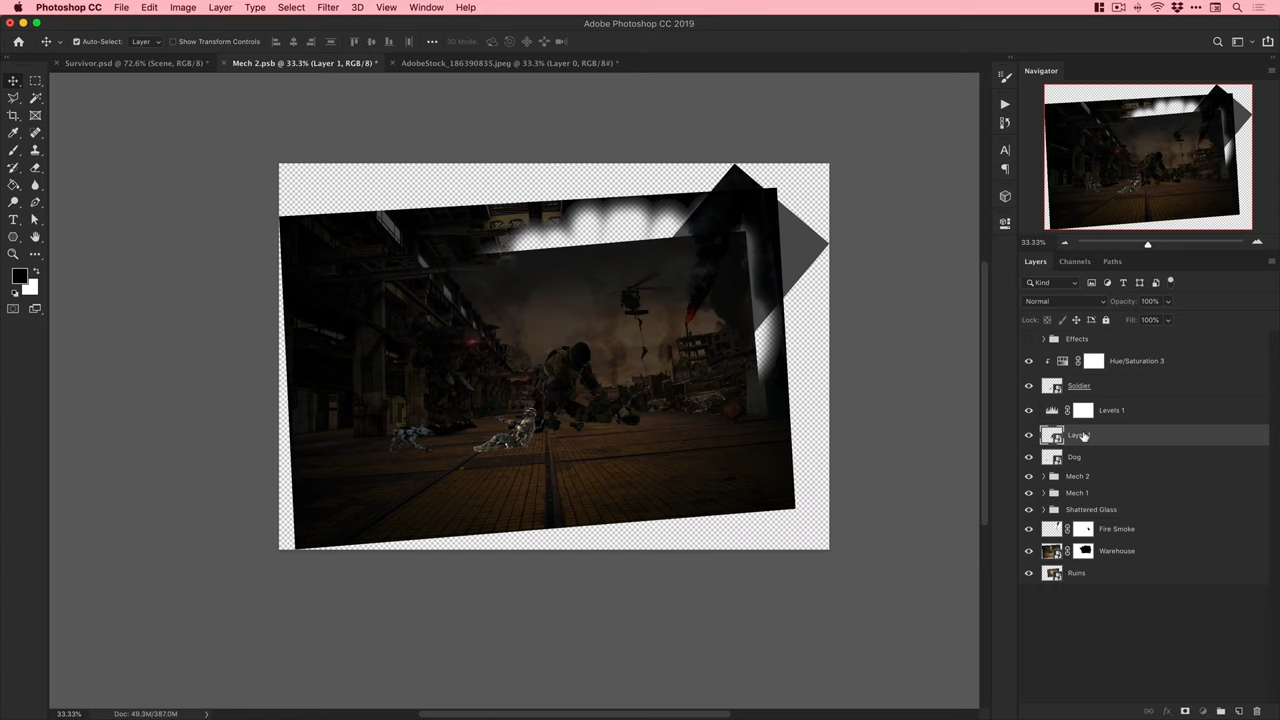 Photoshop CC File Edit Image Layer Type Select Filter 3D View Window Help
Adobe Photoshop CC 2019
Auto-Select: Layer Show Transform Controls 3D Mode:
Survivor.psd @ 72.6% (Scene, RGB/8) * Mech 2.psb @ 33.3% (Layer 1, RGB/8) * AdobeStock_186390835.jpeg @ 33.3% (Layer 0, RGB/8#) *
Navigator
33.33%
Layers Channels Paths
Kind
Normal Opacity: 100%
Lock: Fill: 100%
Effects
Hue/Saturation 3
Soldier
Levels 1
Dog
Mech 2
Mech 1
Shattered Glass
Fire Smoke
Warehouse
Ruins
33.33% Doc: 49.3M/387.0M